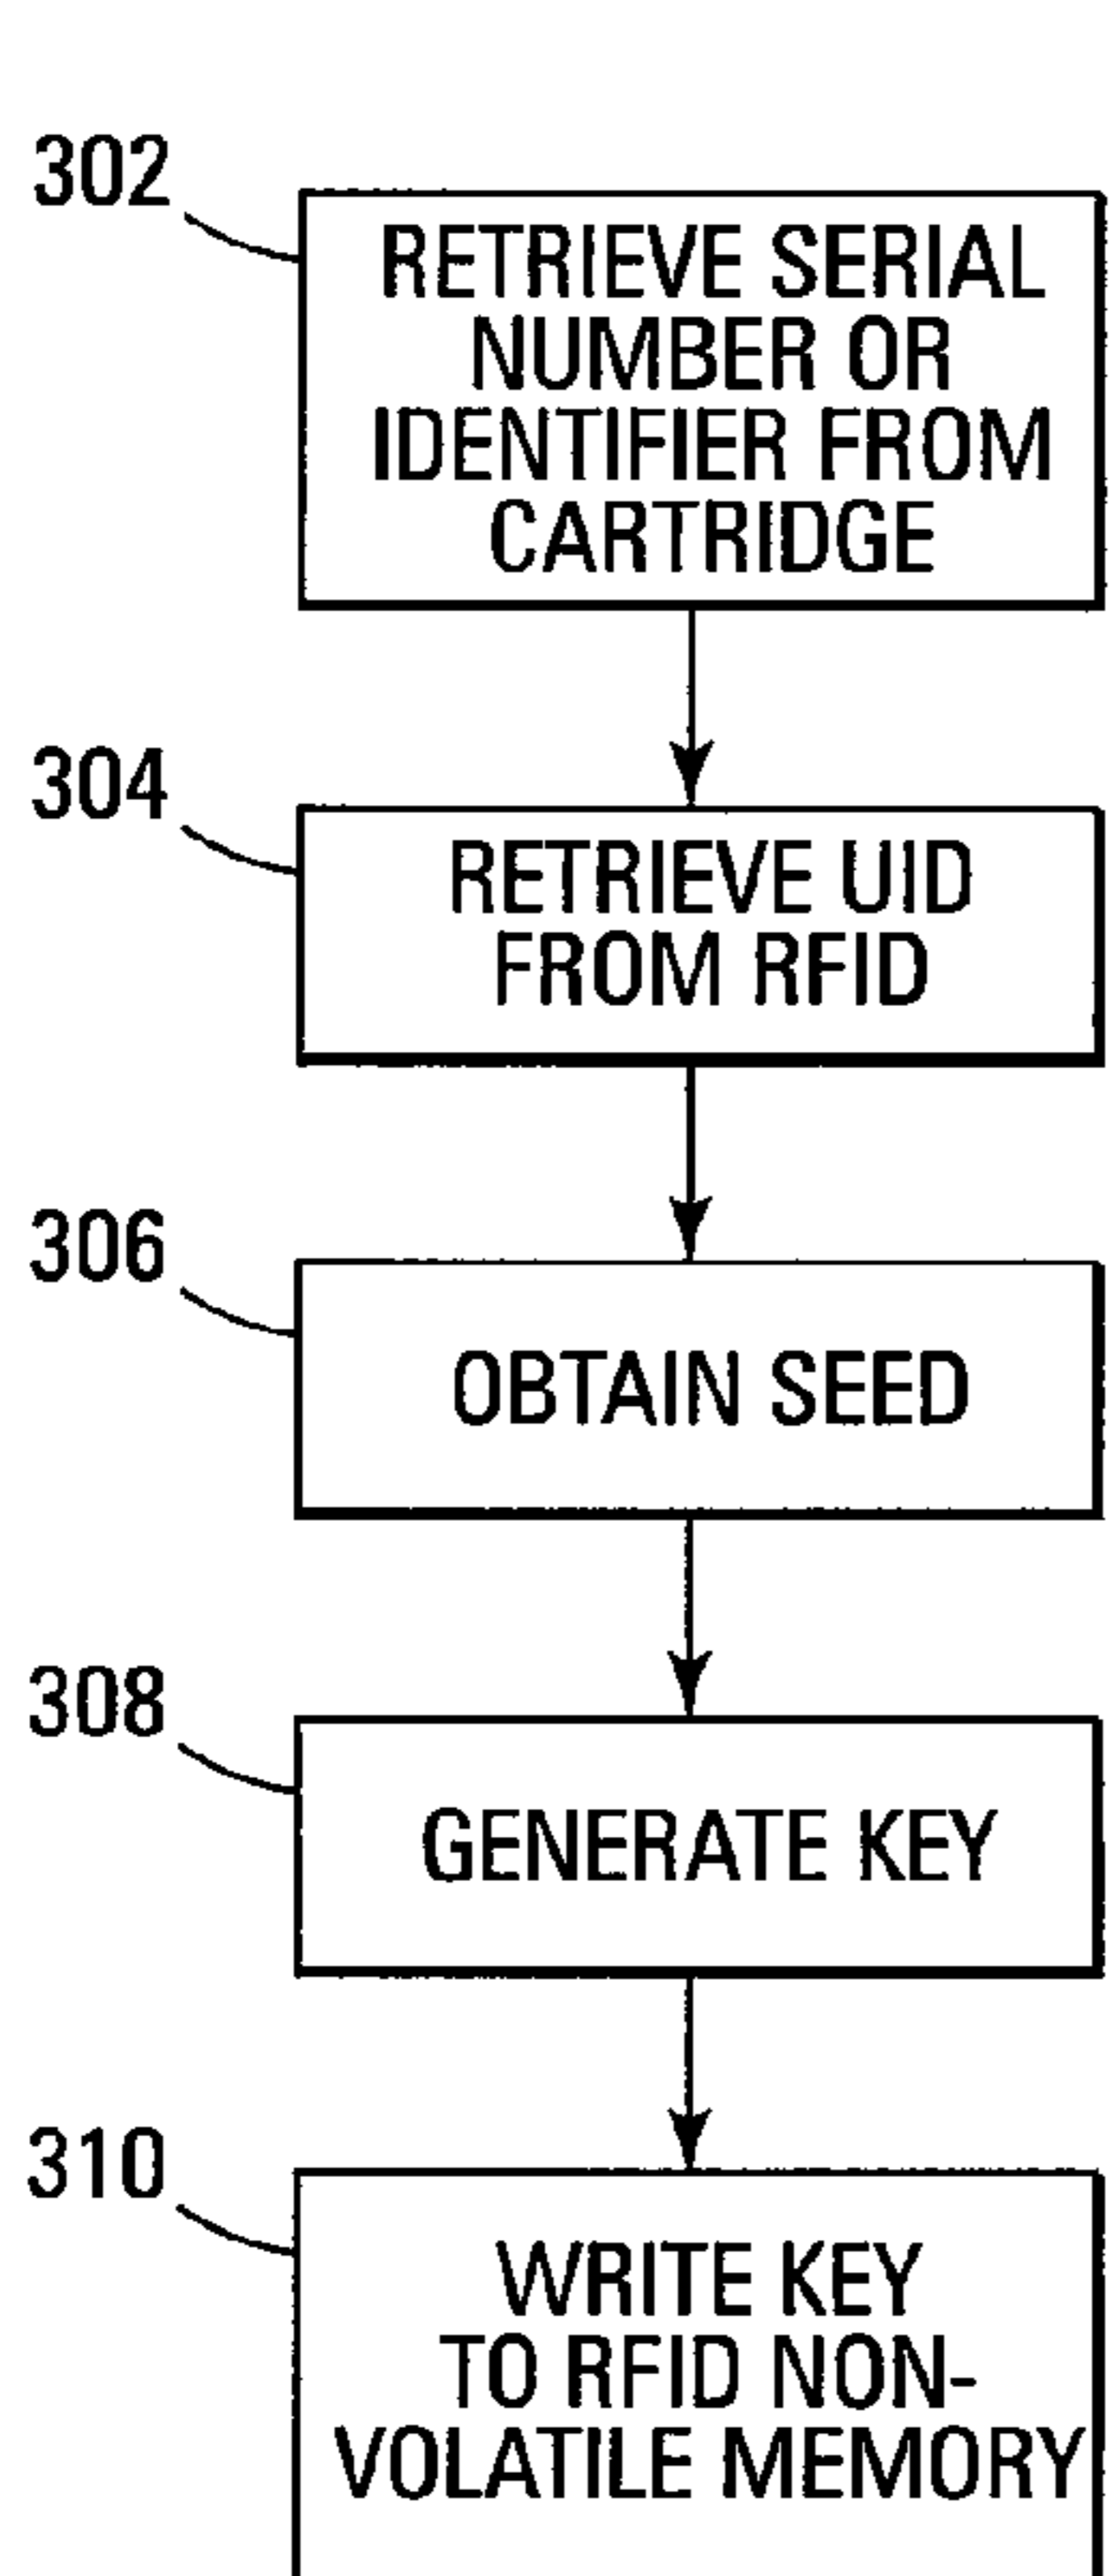 302
RETRIEVE SERIAL
NUMBER OR
IDENTIFIER FROM
CARTRIDGE
304
RETRIEVE UID
FROM RFID
306
OBTAIN SEED
308
GENERATE KEY
310
WRITE KEY
TO RFID NON-
VOLATILE MEMORY